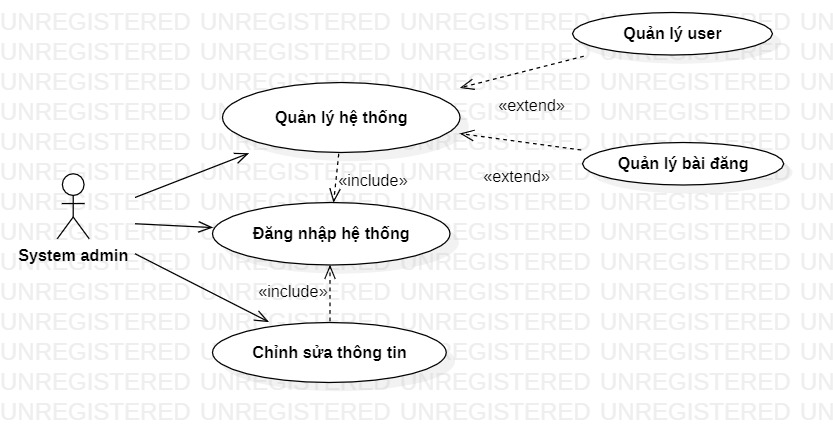 Quản lý user
Quản lý hệ thống
«extend»
Quản lý bài đăng
«extend»
«include»
System admin
Đăng nhập hệ thống
«include»
Chỉnh sửa thông tin
UNREGISTERED UNREGISTERED UNREGISTERED UNREGISTERED UN